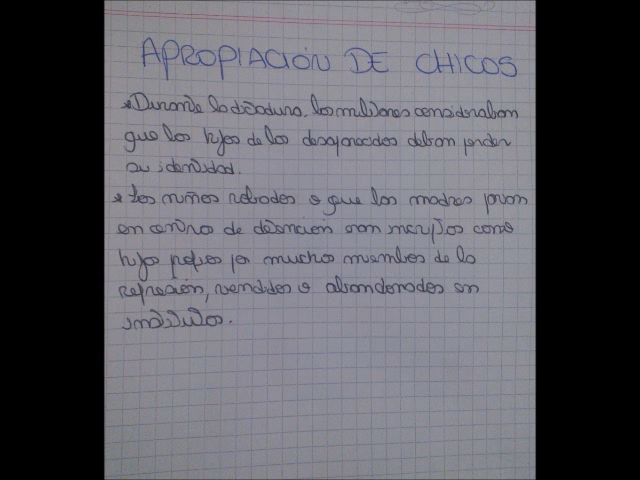 APROPIACIÓN DE CHICOS
* Durante la dictadura, los militares consideraban
que los hijos de los desaparecidos debian perder
su identidad.
* Los niños robados o que las madres parian
en centros de detención eran inscriptos como
hijos propios por muchos miembros de la
represión, vendidos o abandonados en
institutos.